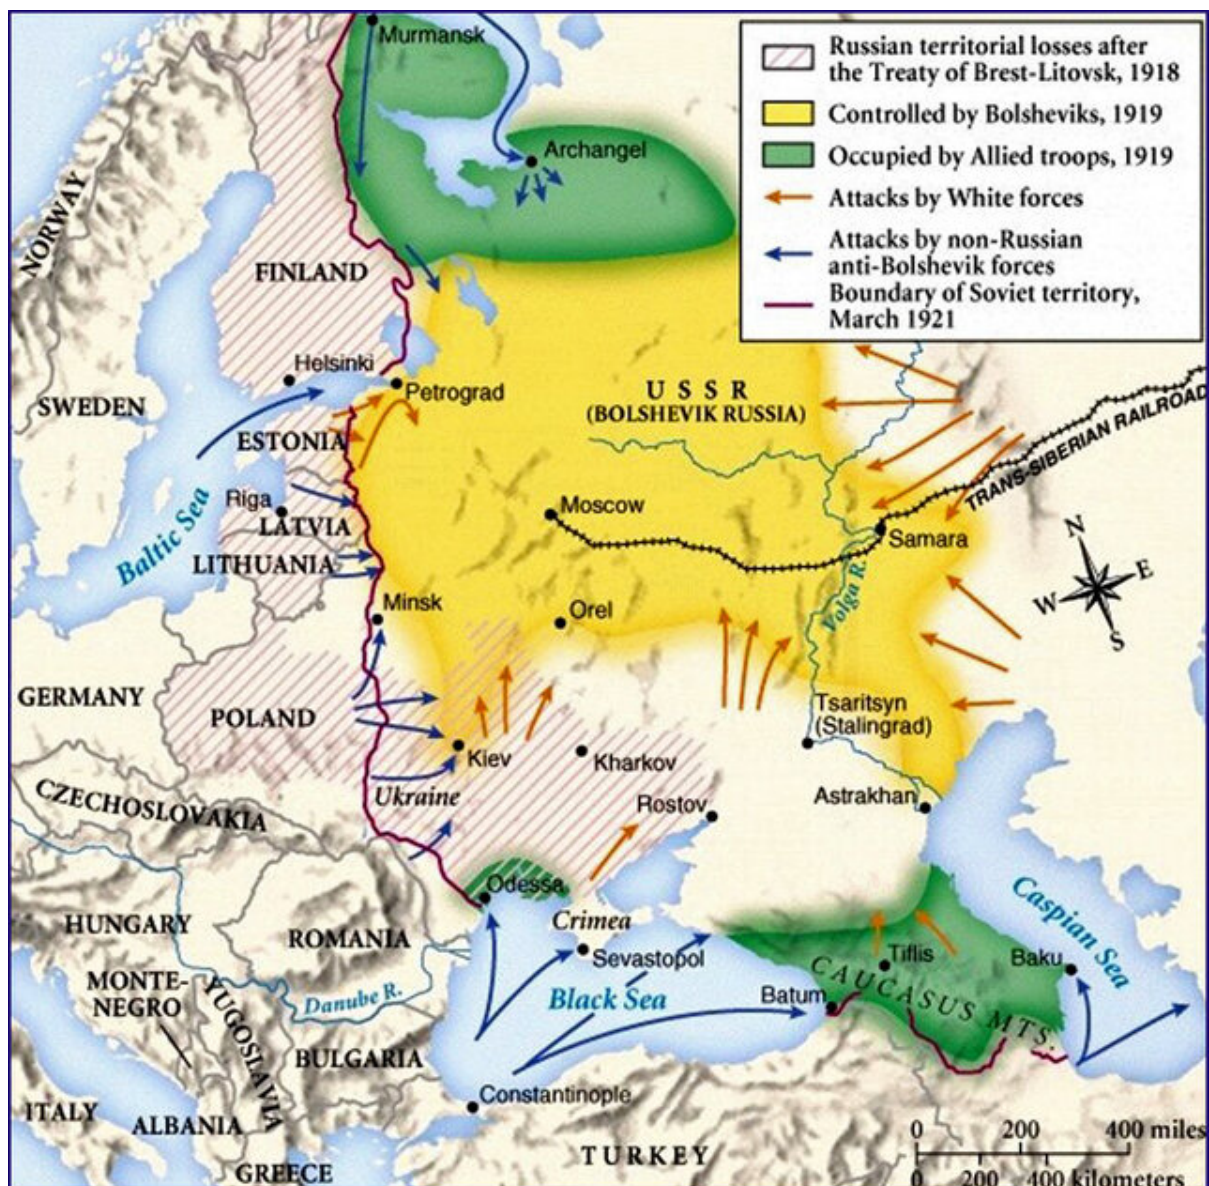 Murmansk
Archangel
NORWAY
FINLAND
Helsinki
Petrograd
SWEDEN
ESTONIA
Riga
LATVIA
LITHUANIA
Baltic Sea
U S S R
(BOLSHEVIK RUSSIA)
Moscow
TRANS-SIBERIAN RAILROAD
Samara
Volga R.
Minsk
Orel
GERMANY
POLAND
Kiev
Kharkov
Tsaritsyn
(Stalingrad)
CZECHOSLOVAKIA
Ukraine
Rostov
Astrakhan
Odessa
Crimea
Sevastopol
HUNGARY
ROMANIA
MONTE-
NEGRO
YUGOSLAVIA
Danube R.
Black Sea
Tiflis
Baku
Batum
CAUCASUS MTS.
Caspian Sea
BULGARIA
Constantinople
ITALY
ALBANIA
GREECE
TURKEY
Russian territorial losses after
the Treaty of Brest-Litovsk, 1918
Controlled by Bolsheviks, 1919
Occupied by Allied troops, 1919
Attacks by White forces
Attacks by non-Russian
anti-Bolshevik forces
Boundary of Soviet territory,
March 1921
N
E
W
S
0 200 400 miles
0 200 400 kilometers